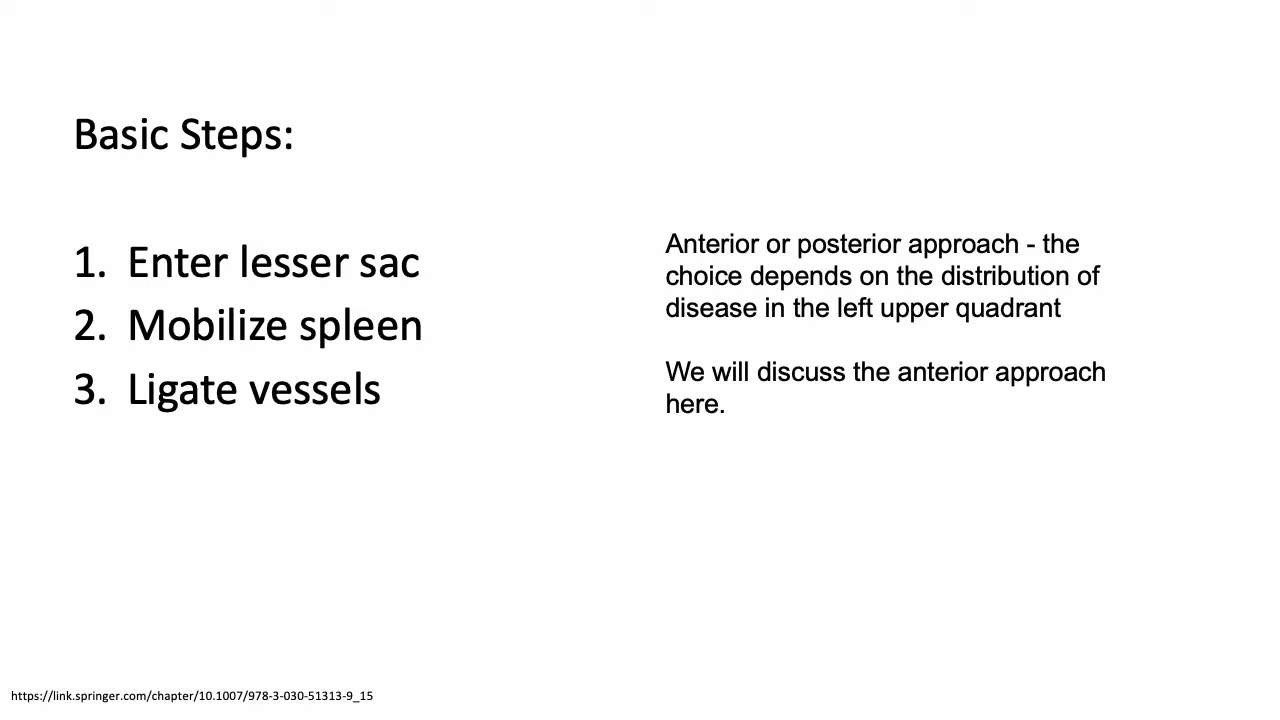 Basic Steps:
1. Enter lesser sac
2. Mobilize spleen
3. Ligate vessels
Anterior or posterior approach - the
choice depends on the distribution of
disease in the left upper quadrant
We will discuss the anterior approach
here.
https://link.springer.com/chapter/10.1007/978-3-030-51313-9_15